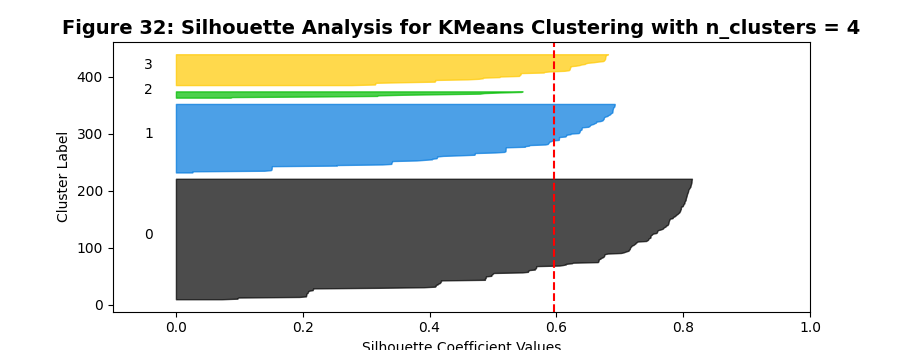 Figure 32: Silhouette Analysis for KMeans Clustering with n_clusters = 4
Cluster Label
400
300
200
100
0
3
2
1
0
0.0 0.2 0.4 0.6 0.8 1.0
Silhouette Coefficient Values